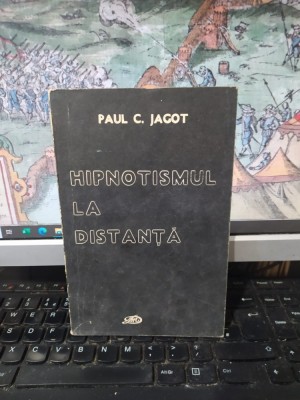 PAUL C. JAGOT
HIPNOTISMUL
LA
DISTANȚĂ